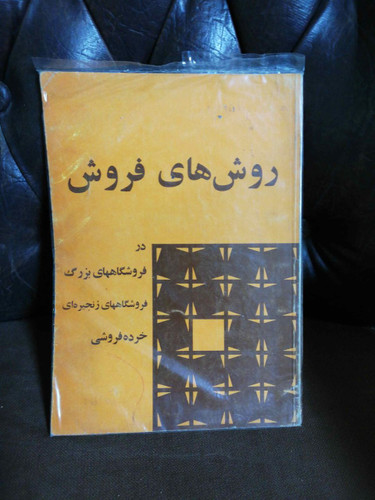 روش‌های فروش
در
فروشگاههای بزرگ
فروشگاههای زنجیره‌ای
خرده‌فروشی